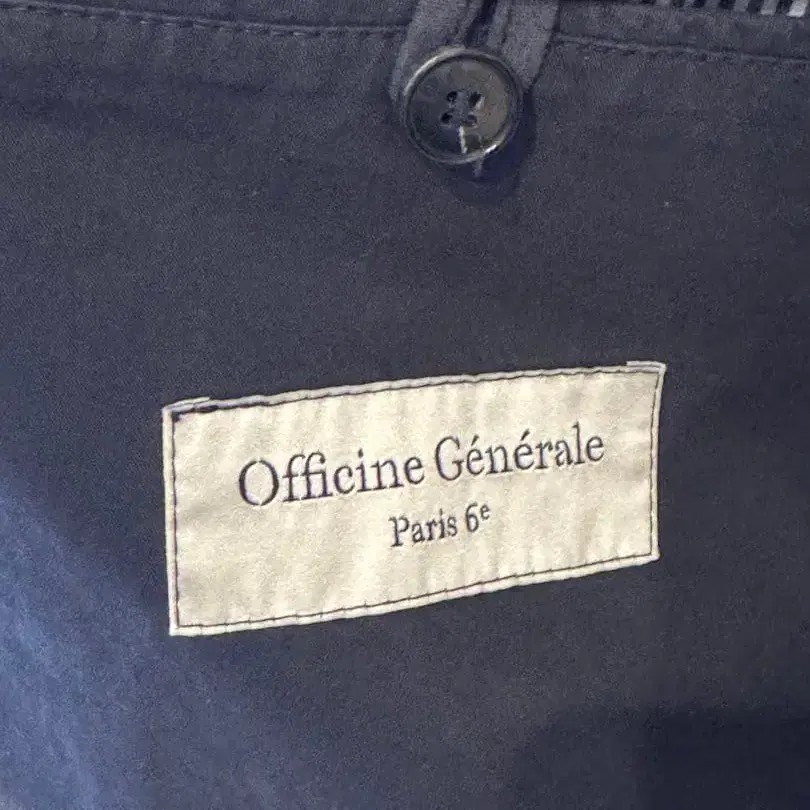 Officine Générale
Paris 6ᵉ